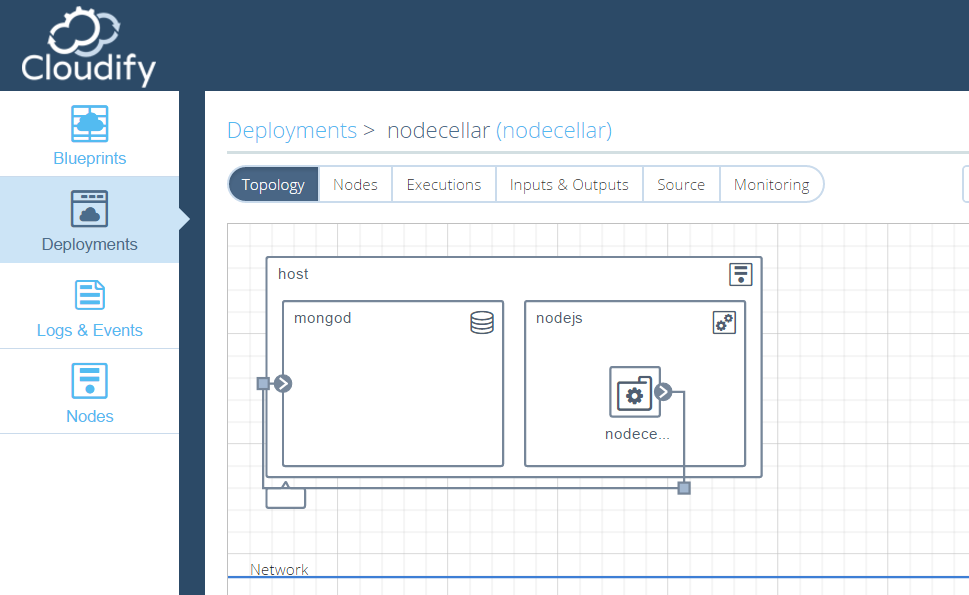 Cloudify
Blueprints
Deployments
Logs & Events
Nodes
Deployments > nodecellar (nodecellar)
Topology Nodes Executions Inputs & Outputs Source Monitoring
host
mongod
nodejs
nodece...
Network